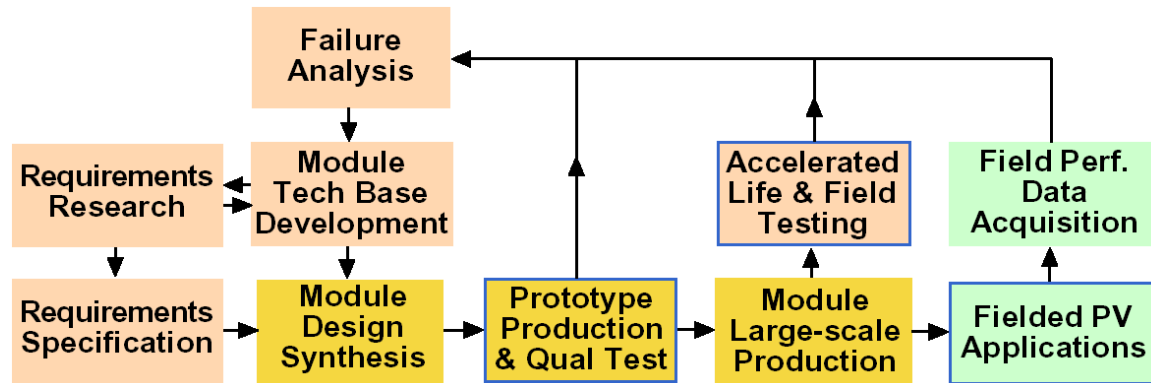 Failure
Analysis
Requirements
Research
Module
Tech Base
Development
Accelerated
Life & Field
Testing
Field Perf.
Data
Acquisition
Requirements
Specification
Module
Design
Synthesis
Prototype
Production
& Qual Test
Module
Large-scale
Production
Fielded PV
Applications